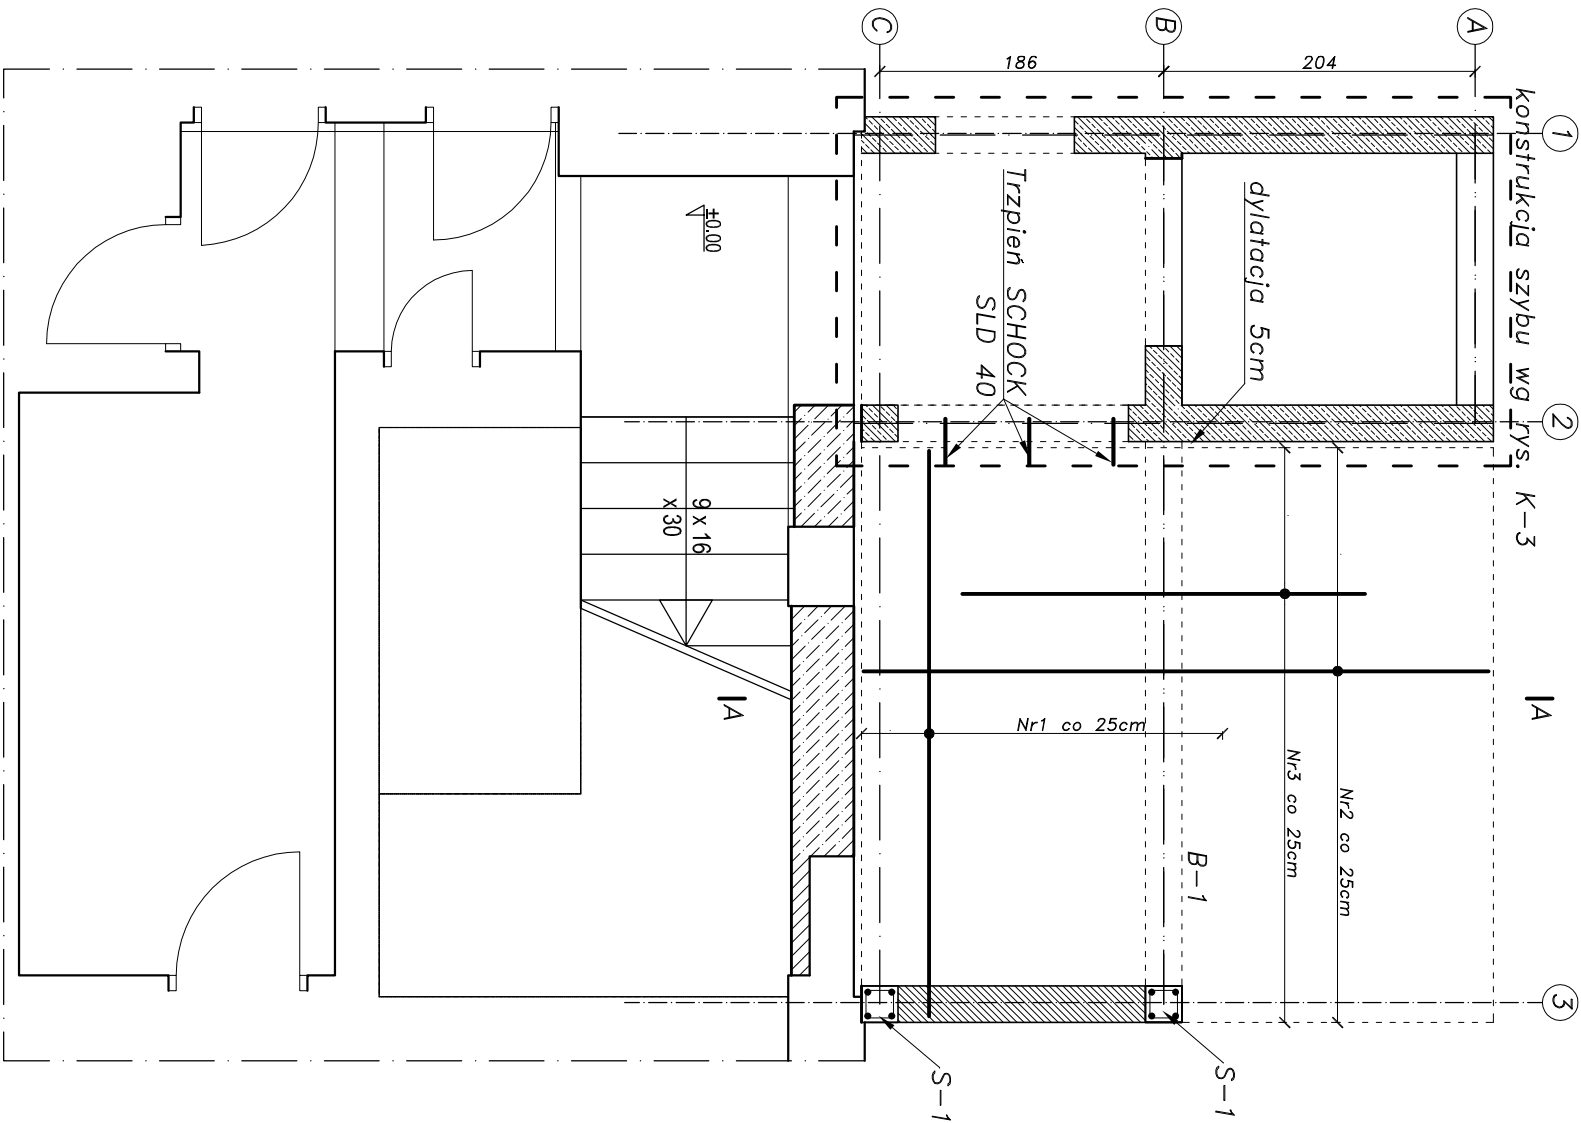 C
B
A
186
204
1
2
3
konstrukcja szybu wg rys. K-3
dylatacja 5cm
Trzpień SCHOCK
SLD 40
±0.00
9 x 16
x 30
A
A
Nr1 co 25cm
Nr3 co 25cm
Nr2 co 25cm
B-1
S-1
S-1